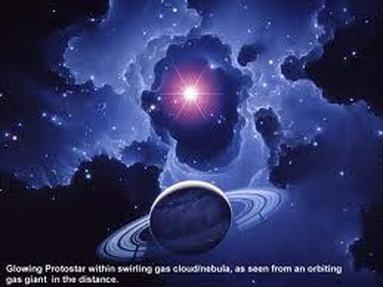 Glowing Protostar within swirling gas cloud/nebula, as seen from an orbiting
gas giant  in the distance.